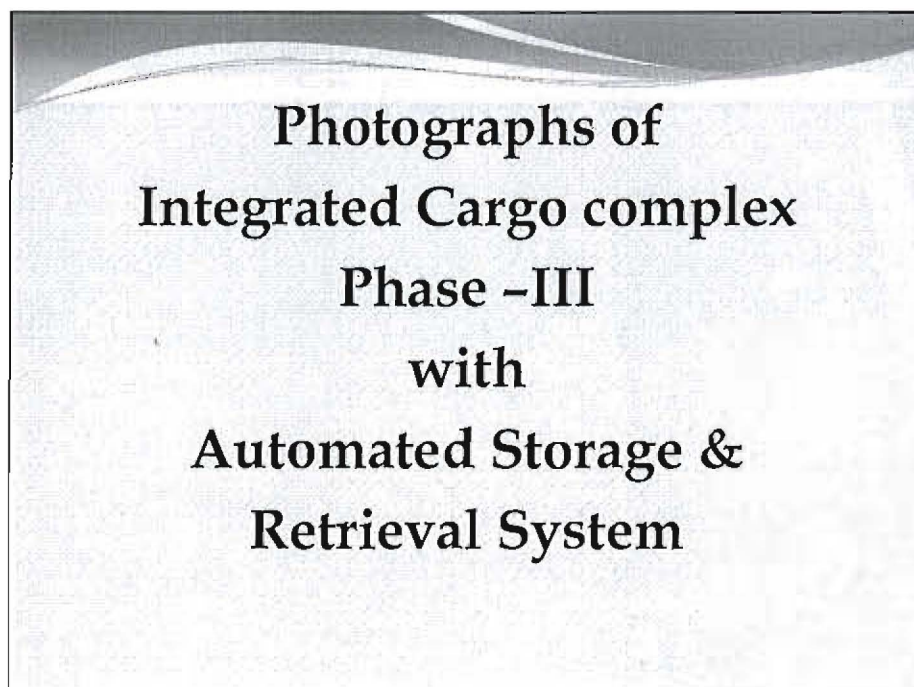 Photographs of
Integrated Cargo complex
Phase –III
with
Automated Storage &
Retrieval System